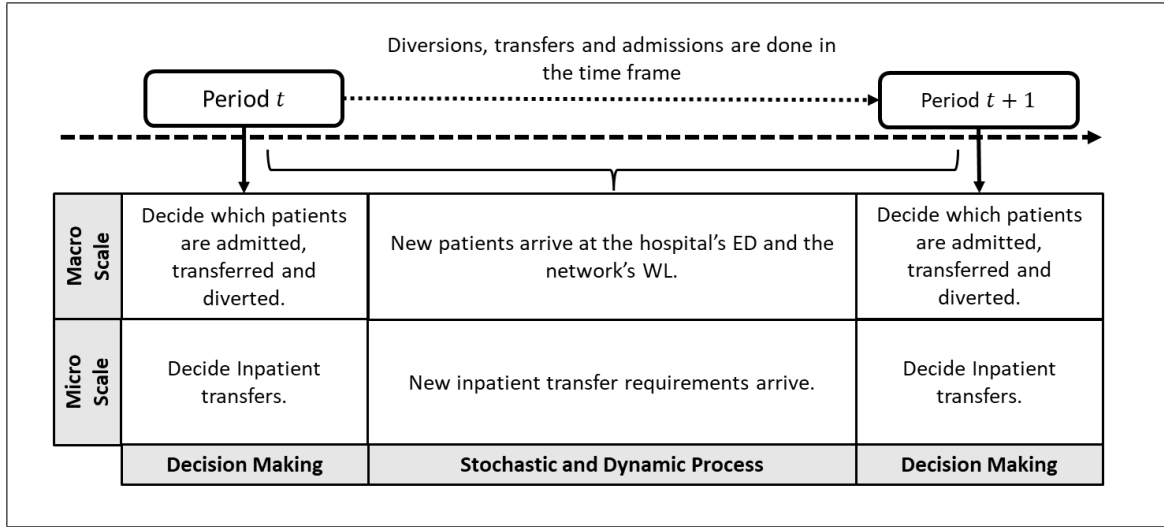 Diversions, transfers and admissions are done in
the time frame
Period t
Period t + 1
Macro
Scale
Decide which patients
are admitted,
transferred and
diverted.
New patients arrive at the hospital's ED and the
network's WL.
Decide which patients
are admitted,
transferred and
diverted.
Micro
Scale
Decide Inpatient
transfers.
New inpatient transfer requirements arrive.
Decide Inpatient
transfers.
Decision Making
Stochastic and Dynamic Process
Decision Making